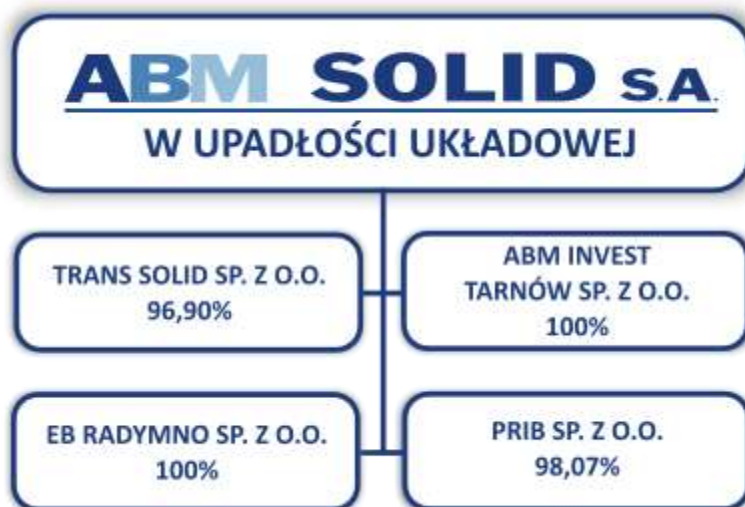 ABM SOLID S.A.
W UPADŁOŚCI UKŁADOWEJ
TRANS SOLID SP. Z O.O.
96,90%
ABM INVEST
TARNÓW SP. Z O.O.
100%
EB RADYMNO SP. Z O.O.
100%
PRIB SP. Z O.O.
98,07%